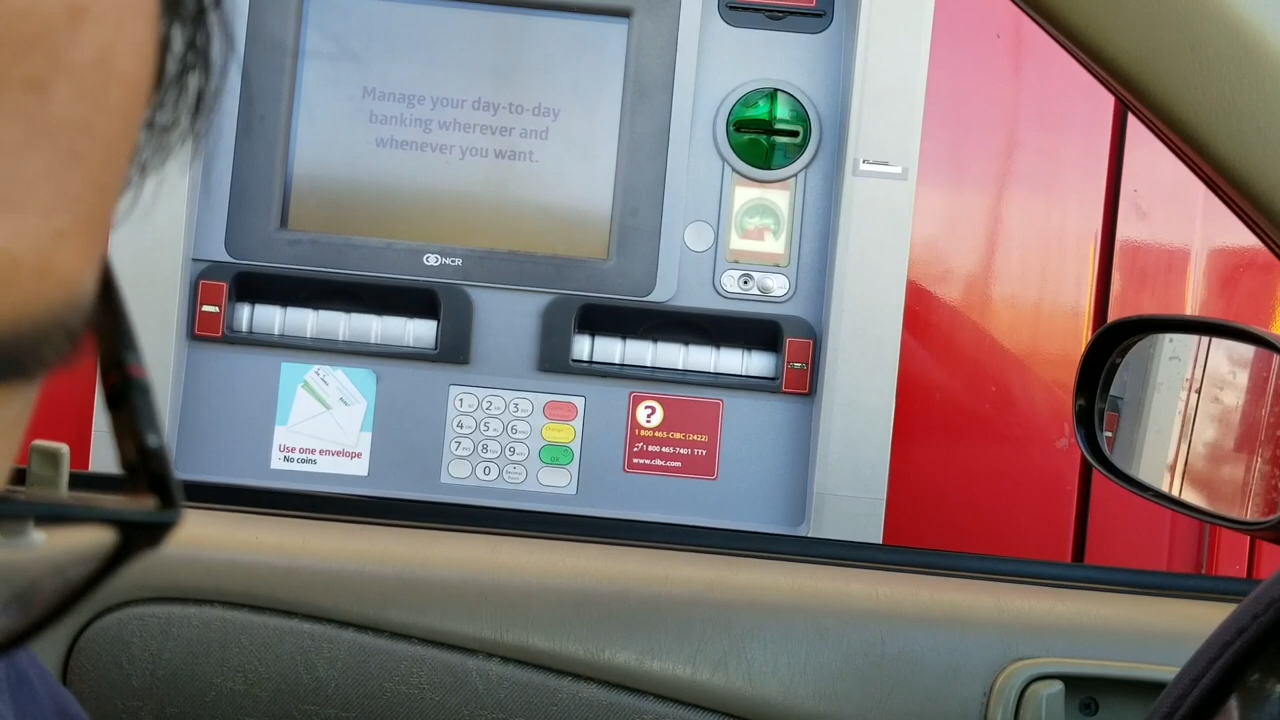 Manage your day-to-day
banking wherever and
whenever you want.
NCR
Use one envelope
- No coins
1
2
3
4
5
6
7
8
9
0
OK
?
1 800 465-CIBC (2422)
1 800 465-7401 TTY
www.cibc.com